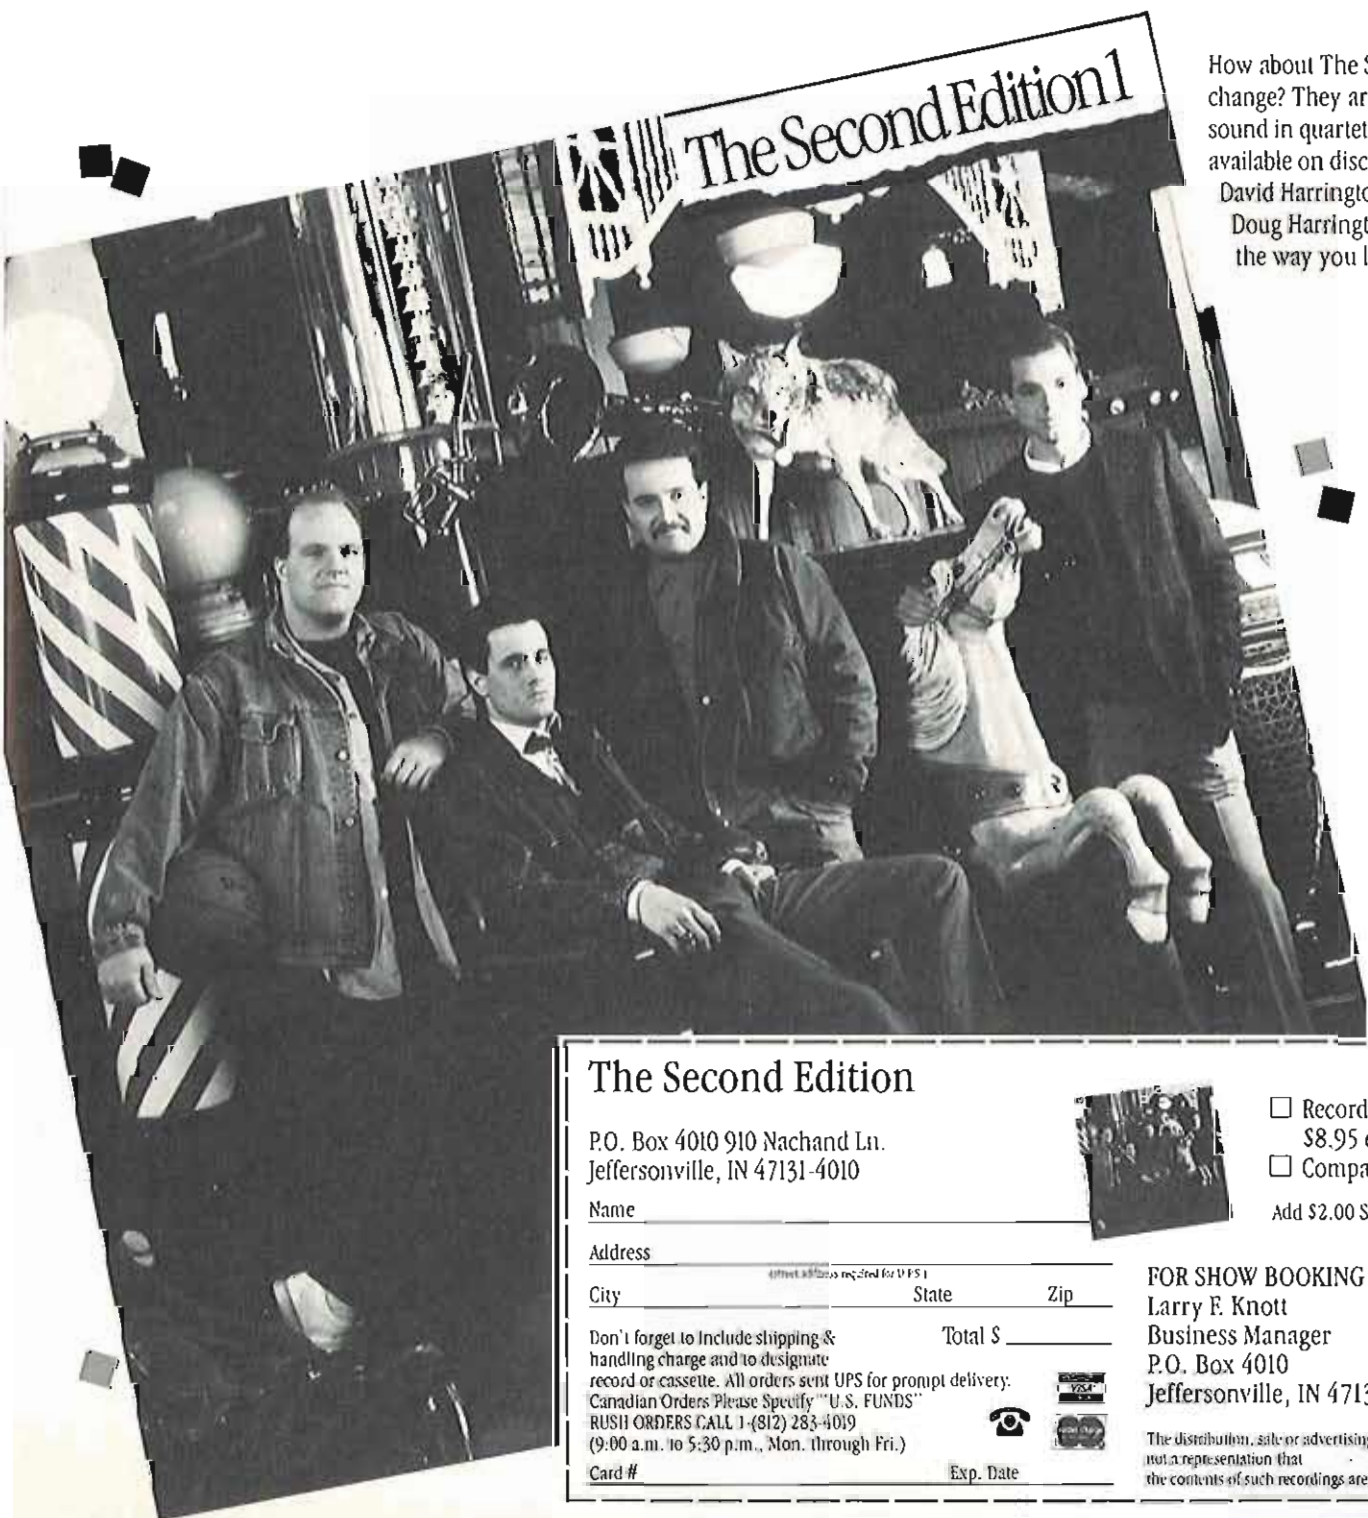 The Second Edition 1
How about The S
change? They ar
sound in quartet
available on disc
David Harringto
Doug Harringt
the way you l
The Second Edition
P.O. Box 4010 910 Nachand Ln.
Jeffersonville, IN 47131-4010
Name
Address
(street address required for UPS)
City State Zip
Don't forget to include shipping &
handling charge and to designate
record or cassette. All orders sent UPS for prompt delivery.
Canadian Orders Please Specify "U.S. FUNDS"
RUSH ORDERS CALL 1-(812) 283-4019
(9:00 a.m. to 5:30 p.m., Mon. through Fri.)
Card # Exp. Date
Total $
VISA
Record
$8.95
Compa
Add $2.00 S
FOR SHOW BOOKING
Larry F. Knott
Business Manager
P.O. Box 4010
Jeffersonville, IN 4713
The distribution, sale or advertising
not a representation that
the contents of such recordings are